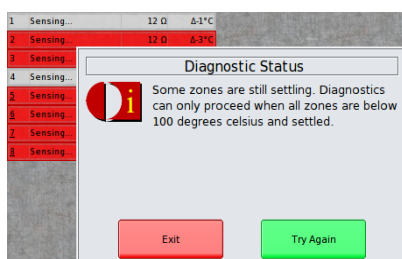 1 Sensing... 12 Ω Δ-1°C
2 Sensing... 12 Ω Δ-3°C
3 Sensing...
Diagnostic Status
4 Sensing...
Some zones are still settling. Diagnostics
5 Sensing...
can only proceed when all zones are below
6 Sensing...
100 degrees celsius and settled.
7 Sensing...
8 Sensing...
Exit
Try Again